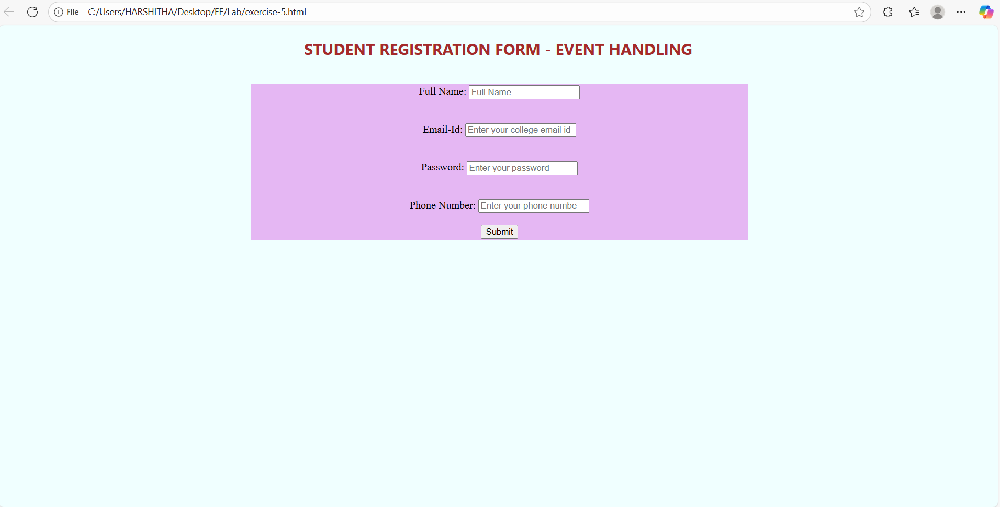 File C:/Users/HARSHITHA/Desktop/FE/Lab/exercise-5.html
STUDENT REGISTRATION FORM - EVENT HANDLING
Full Name: Full Name
Email-Id: Enter your college email id
Password: Enter your password
Phone Number: Enter your phone numbe
Submit